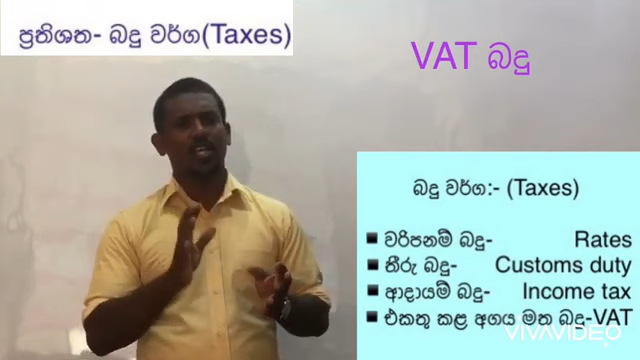 ප්‍රතිශත- බදු වර්ග(Taxes)
VAT බදු
බදු වර්ග:- (Taxes)
▪ වරිපනම් බදු- Rates
▪ තීරු බදු- Customs duty
▪ ආදායම් බදු- Income tax
▪ එකතු කළ අගය මත බදු-VAT
VIVAVIDEO